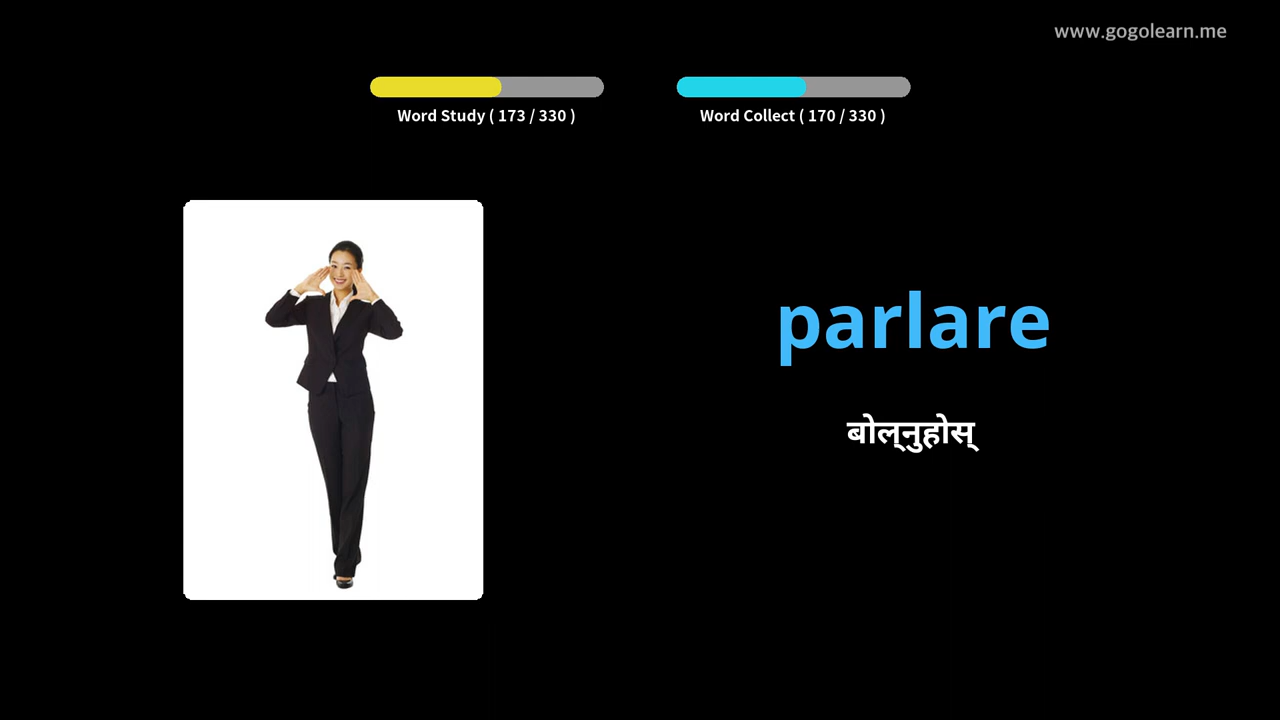 www.gogolearn.me
Word Study ( 173 / 330 )
Word Collect ( 170 / 330 )
parlare
बोल्नुहोस्